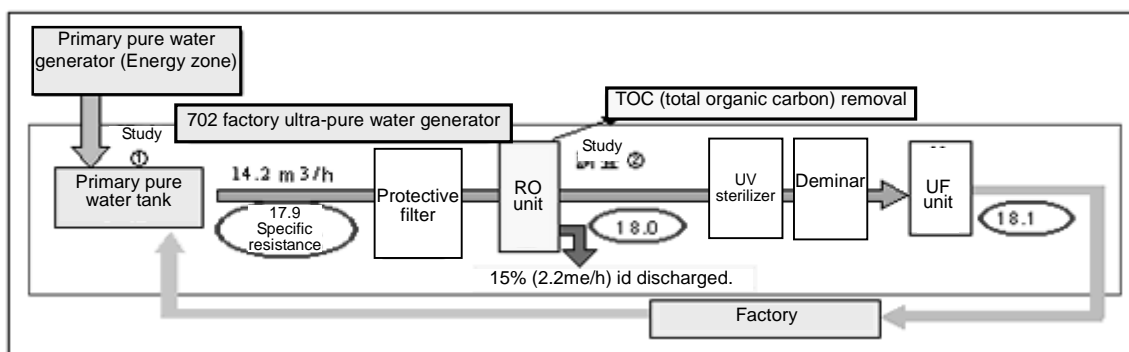 Primary pure water
generator (Energy zone)
TOC (total organic carbon) removal
702 factory ultra-pure water generator
Study
①
Primary pure
water tank
14.2 m3/h
17.9
Specific
resistance
Protective
filter
RO
unit
Study
②
18.0
UV
sterilizer
Deminar
UF
unit
18.1
15% (2.2me/h) id discharged.
Factory